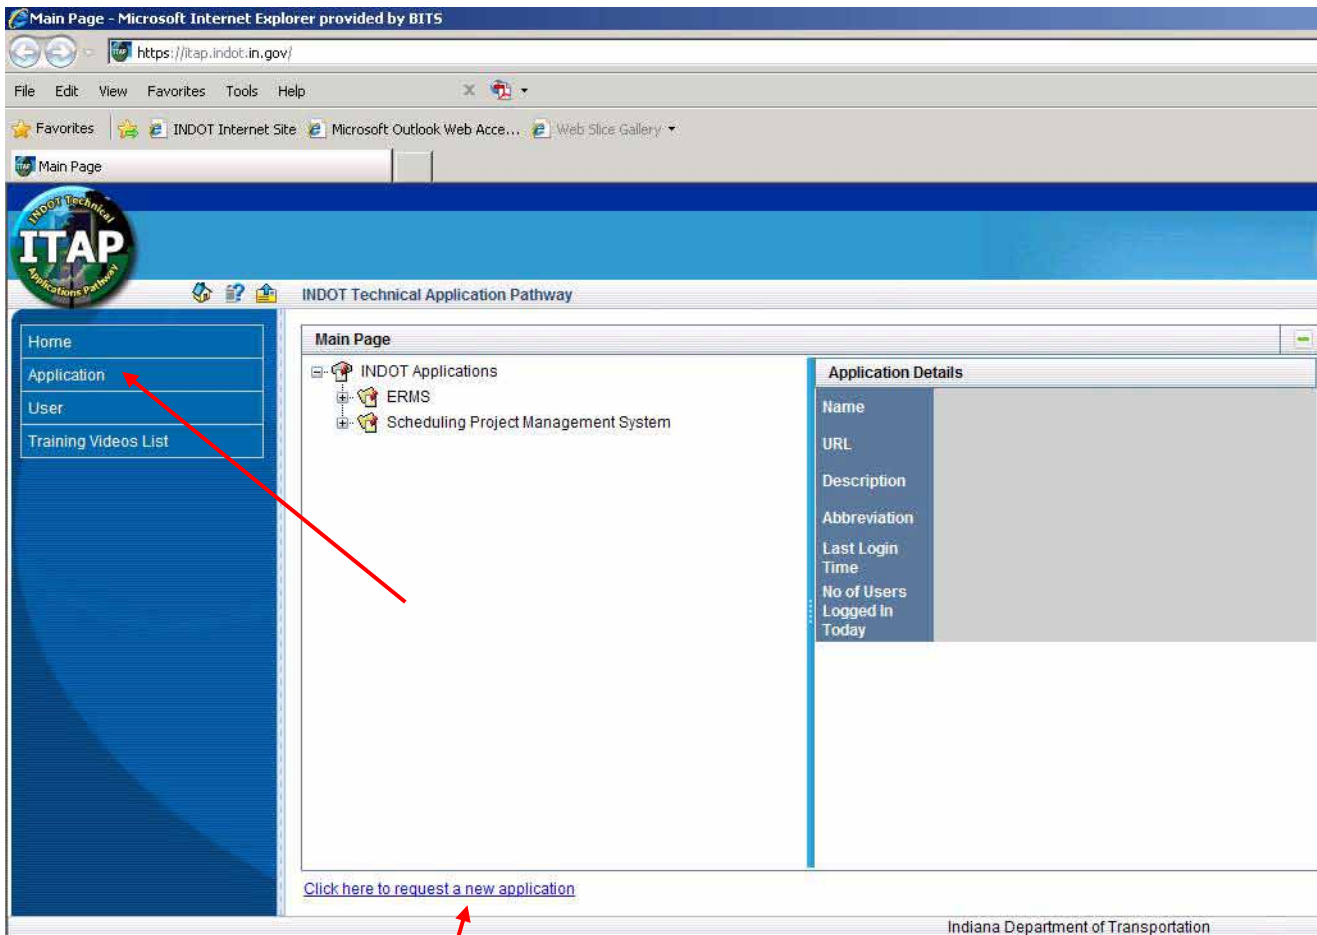 Main Page - Microsoft Internet Explorer provided by BITS
https://itap.indot.in.gov/
File Edit View Favorites Tools Help
Favorites INDOT Internet Site Microsoft Outlook Web Acce... Web Slice Gallery
Main Page
INDOT Technical
ITAP
Applications Pathway
INDOT Technical Application Pathway
Home
Application
User
Training Videos List
Main Page
INDOT Applications
ERMS
Scheduling Project Management System
Application Details
Name
URL
Description
Abbreviation
Last Login
Time
No of Users
Logged In
Today
Click here to request a new application
Indiana Department of Transportation